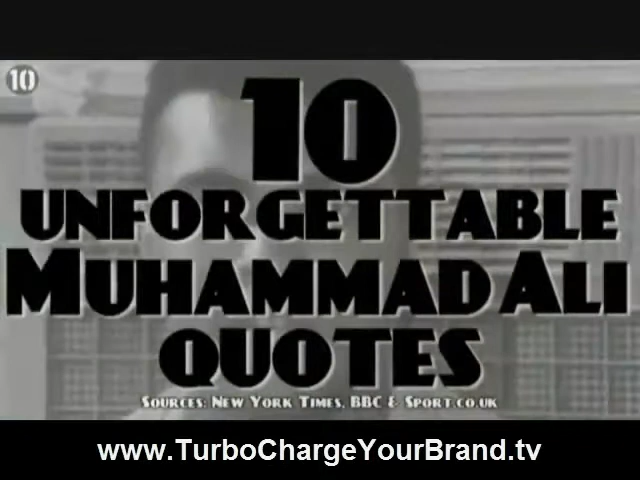 10
10
UNFORGETTABLE
MUHAMMAD ALI
QUOTES
SOURCES: NEW YORK TIMES, BBC & SPORT.CO.UK
www.TurboChargeYourBrand.tv